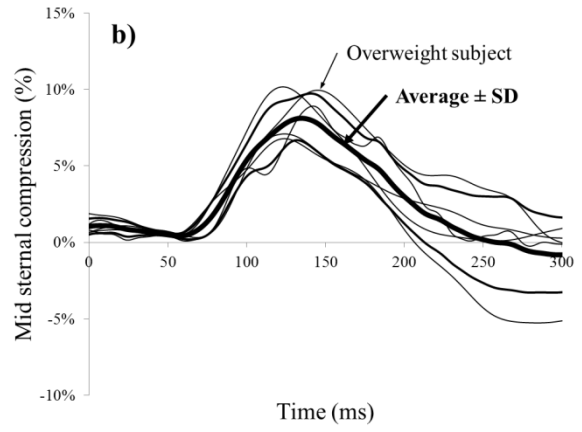 b)
Overweight subject
Average ± SD
Mid sternal compression (%)
15%
10%
5%
0%
-5%
-10%
0 50 100 150 200 250 300
Time (ms)